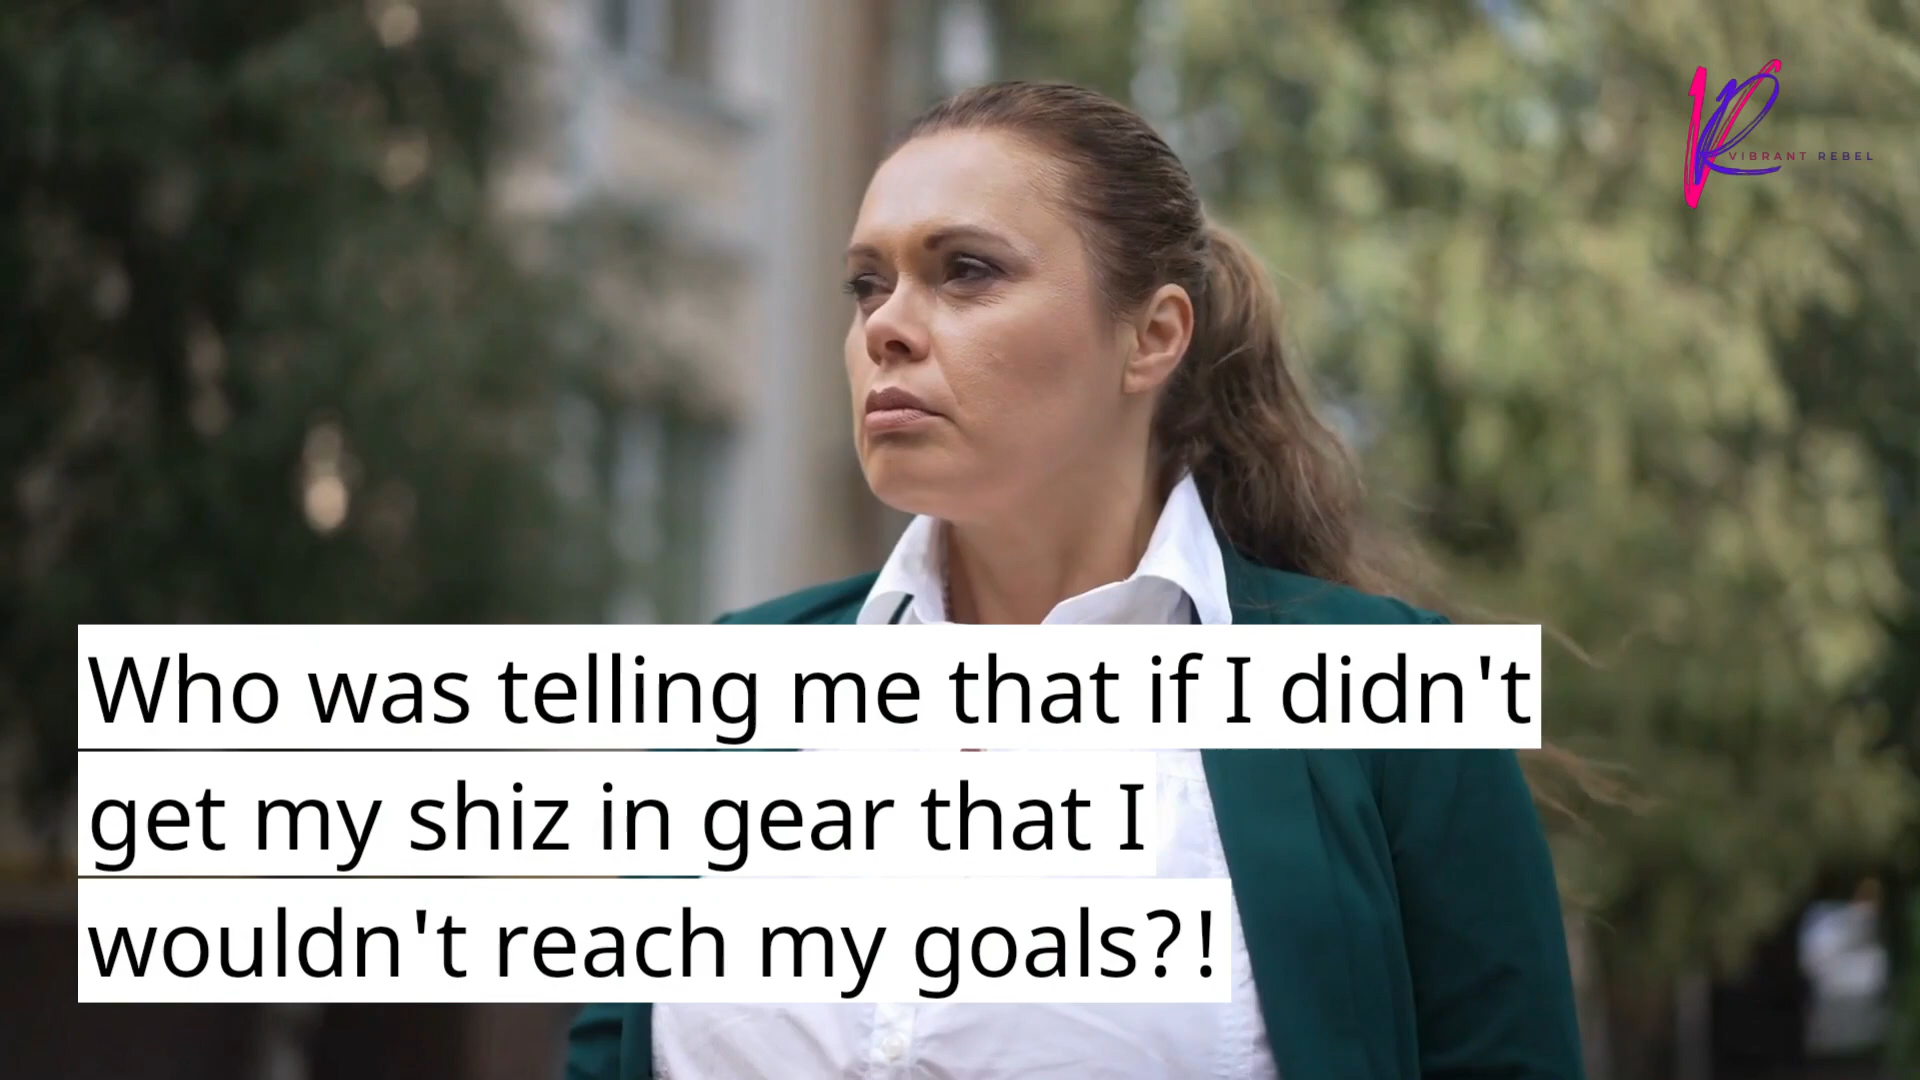 VR
VIBRANT REBEL
Who was telling me that if I didn't
get my shiz in gear that I
wouldn't reach my goals?!